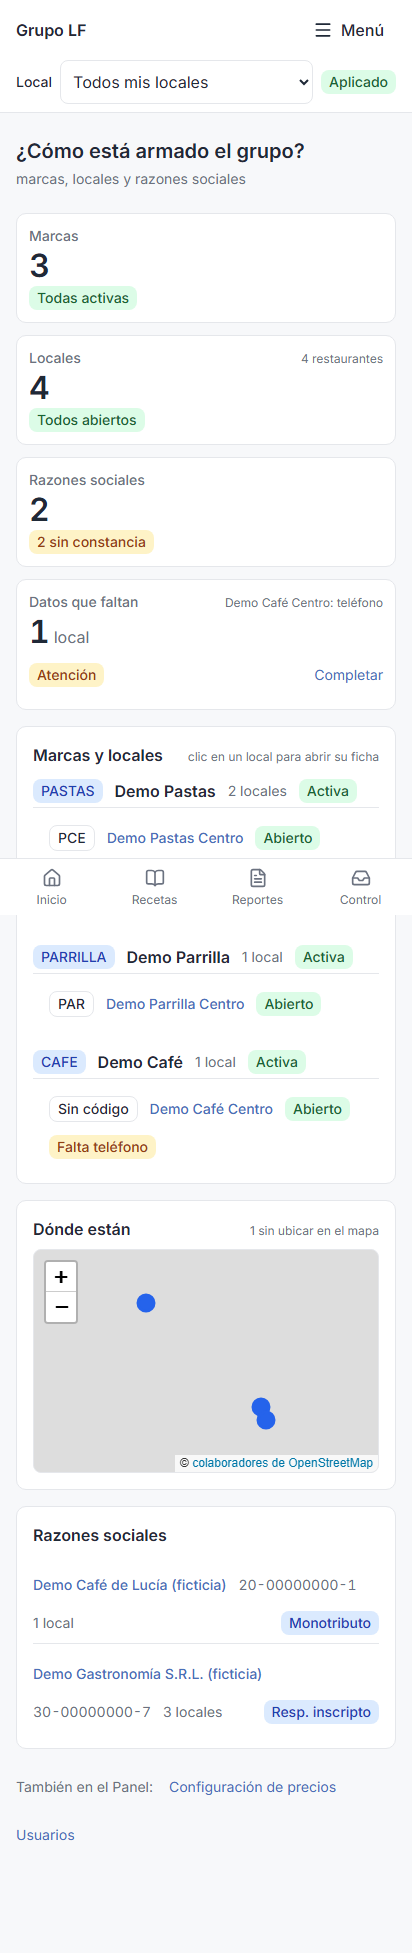 Grupo LF
Menú
Local Todos mis locales Aplicado
¿Cómo está armado el grupo?
marcas, locales y razones sociales
Marcas
3
Todas activas
Locales 4 restaurantes
4
Todos abiertos
Razones sociales
2
2 sin constancia
Datos que faltan Demo Café Centro: teléfono
1 local
Atención Completar
Marcas y locales clic en un local para abrir su ficha
PASTAS Demo Pastas 2 locales Activa
PCE Demo Pastas Centro Abierto
Inicio Recetas Reportes Control
PARRILLA Demo Parrilla 1 local Activa
PAR Demo Parrilla Centro Abierto
CAFE Demo Café 1 local Activa
Sin código Demo Café Centro Abierto
Falta teléfono
Dónde están 1 sin ubicar en el mapa
+
−
© colaboradores de OpenStreetMap
Razones sociales
Demo Café de Lucía (ficticia) 20-00000000-1
1 local Monotributo
Demo Gastronomía S.R.L. (ficticia)
30-00000000-7 3 locales Resp. inscripto
También en el Panel: Configuración de precios
Usuarios